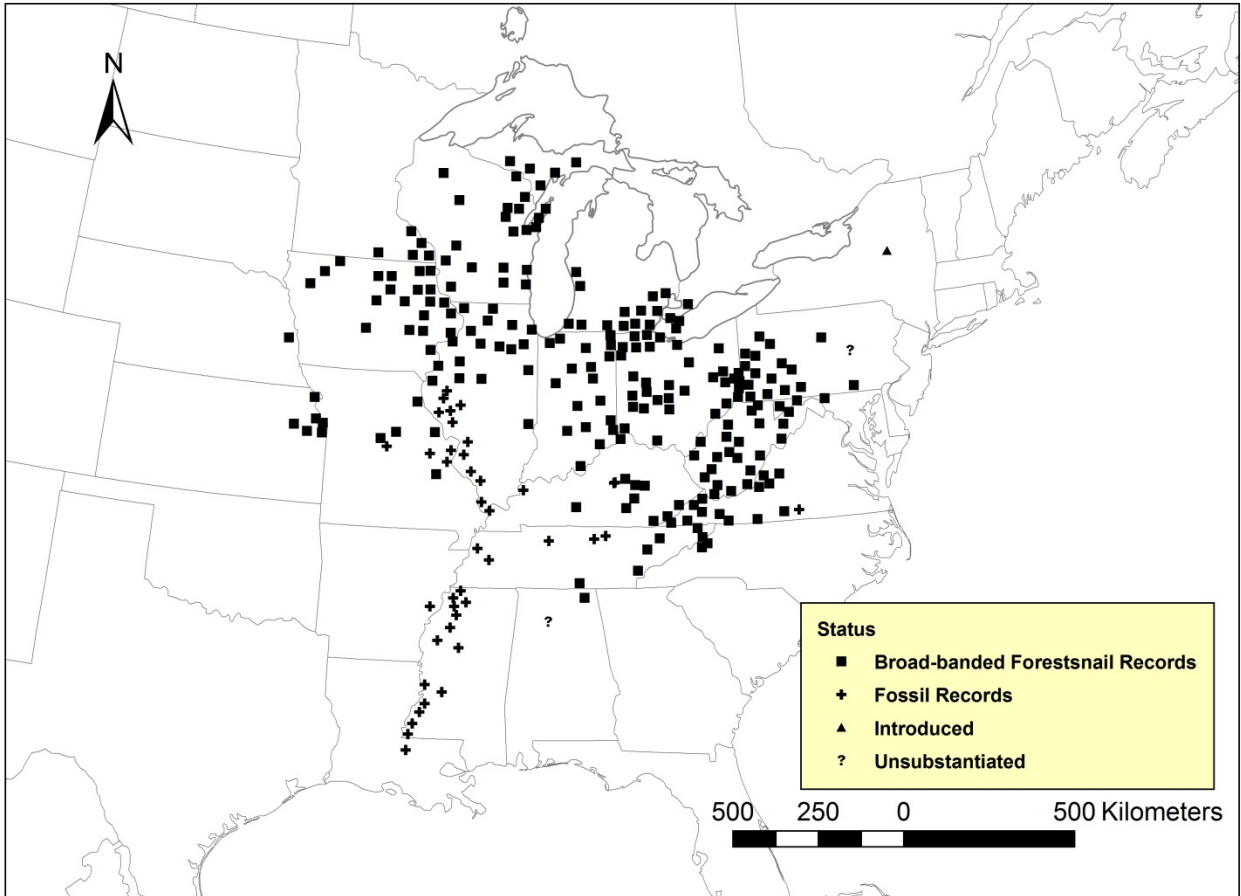 N
Status
Broad-banded Forestsnail Records
Fossil Records
Introduced
? Unsubstantiated
?
?
500 250 0 500 Kilometers